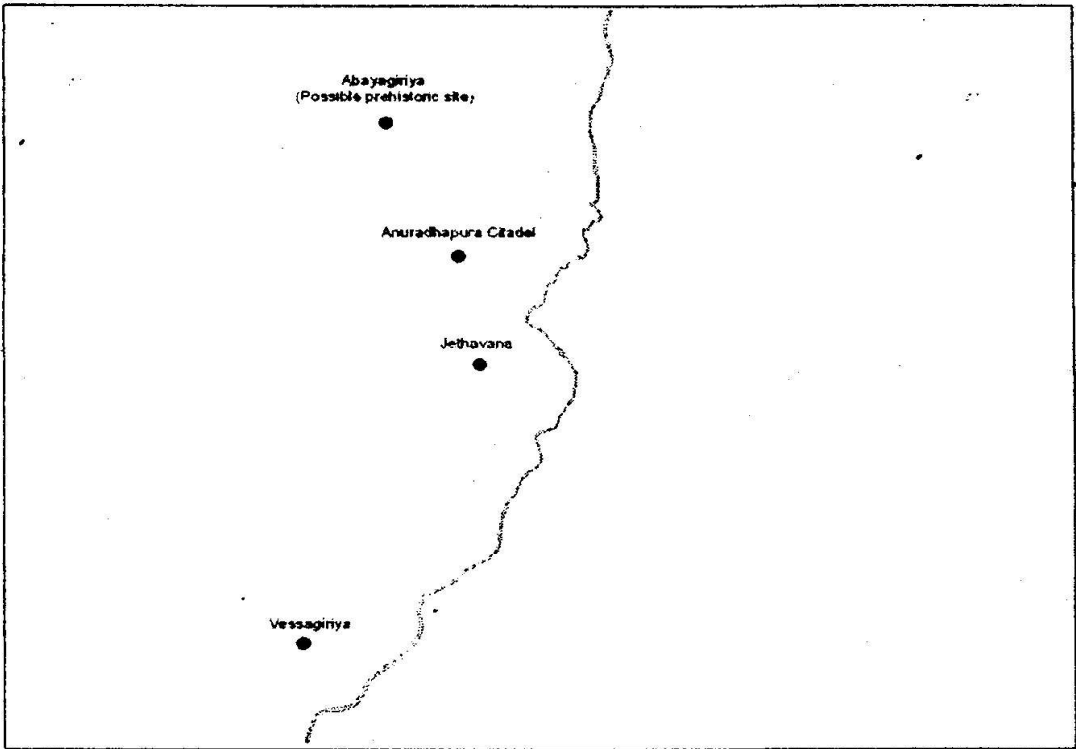 Abayagiriya
(Possible prehistoric site)
Anuradhapura Citadel
Jethavana
Vessagiriya